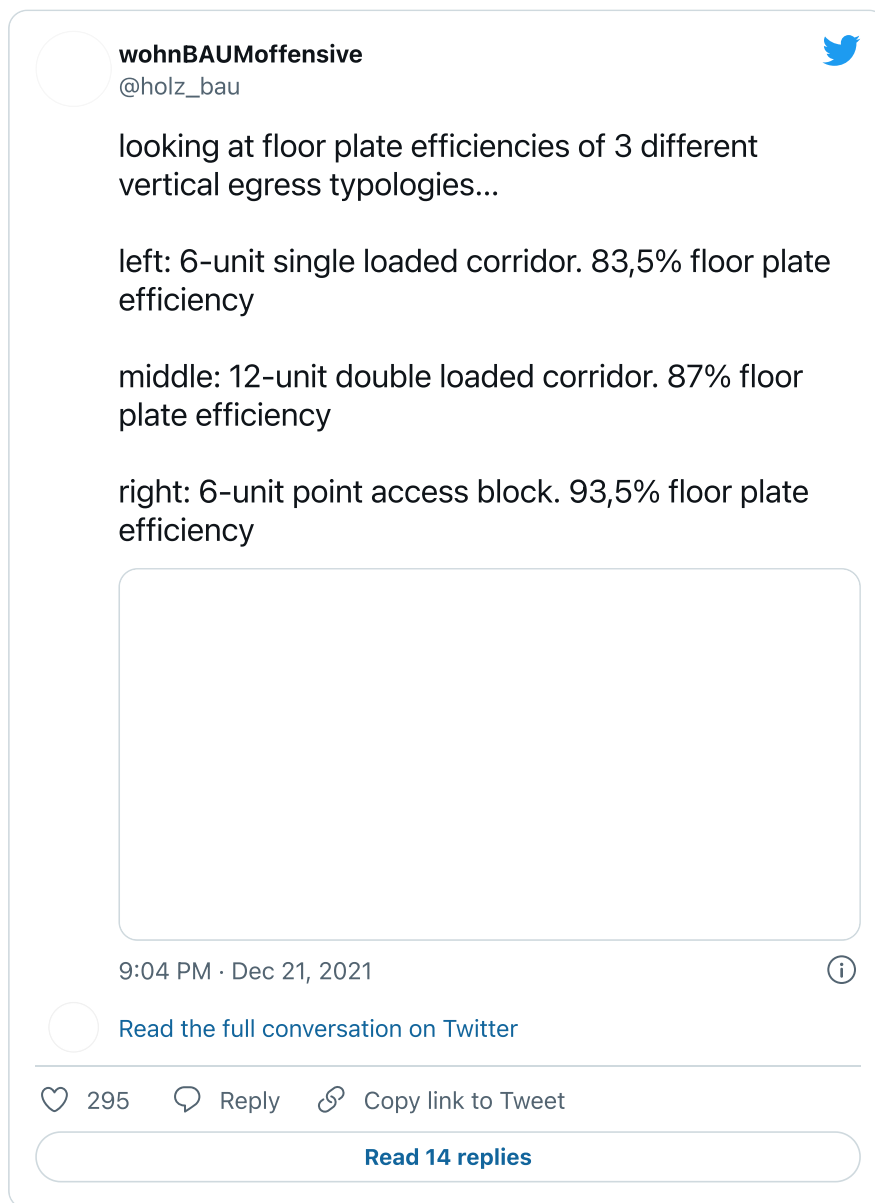 wohnBAUMoffensive
@holz_bau
looking at floor plate efficiencies of 3 different
vertical egress typologies...
left: 6-unit single loaded corridor. 83,5% floor plate
efficiency
middle: 12-unit double loaded corridor. 87% floor
plate efficiency
right: 6-unit point access block. 93,5% floor plate
efficiency
9:04 PM · Dec 21, 2021
Read the full conversation on Twitter
295 Reply Copy link to Tweet
Read 14 replies